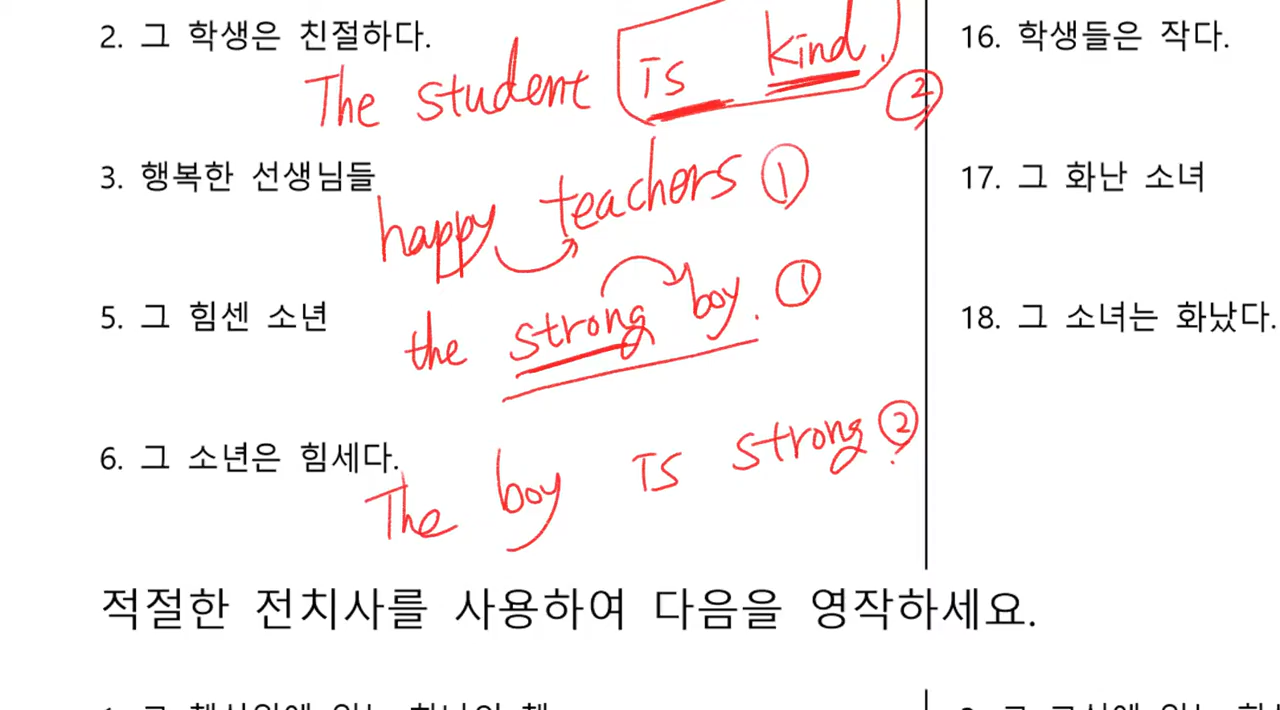 2. 그 학생은 친절하다.
The student is kind. ②
3. 행복한 선생님들
happy teachers ①
5. 그 힘센 소년
the strong boy. ①
6. 그 소년은 힘세다.
The boy is strong ②.
16. 학생들은 작다.
17. 그 화난 소녀
18. 그 소녀는 화났다.
적절한 전치사를 사용하여 다음을 영작하세요.